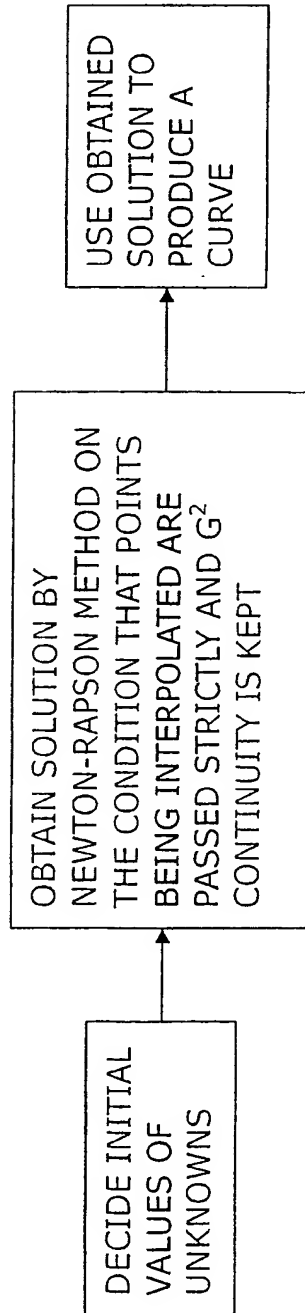 DECIDE INITIAL
VALUES OF
UNKNOWNS
OBTAIN SOLUTION BY
NEWTON-RAPSON METHOD ON
THE CONDITION THAT POINTS
BEING INTERPOLATED ARE
PASSED STRICTLY AND G²
CONTINUITY IS KEPT
USE OBTAINED
SOLUTION TO
PRODUCE A
CURVE